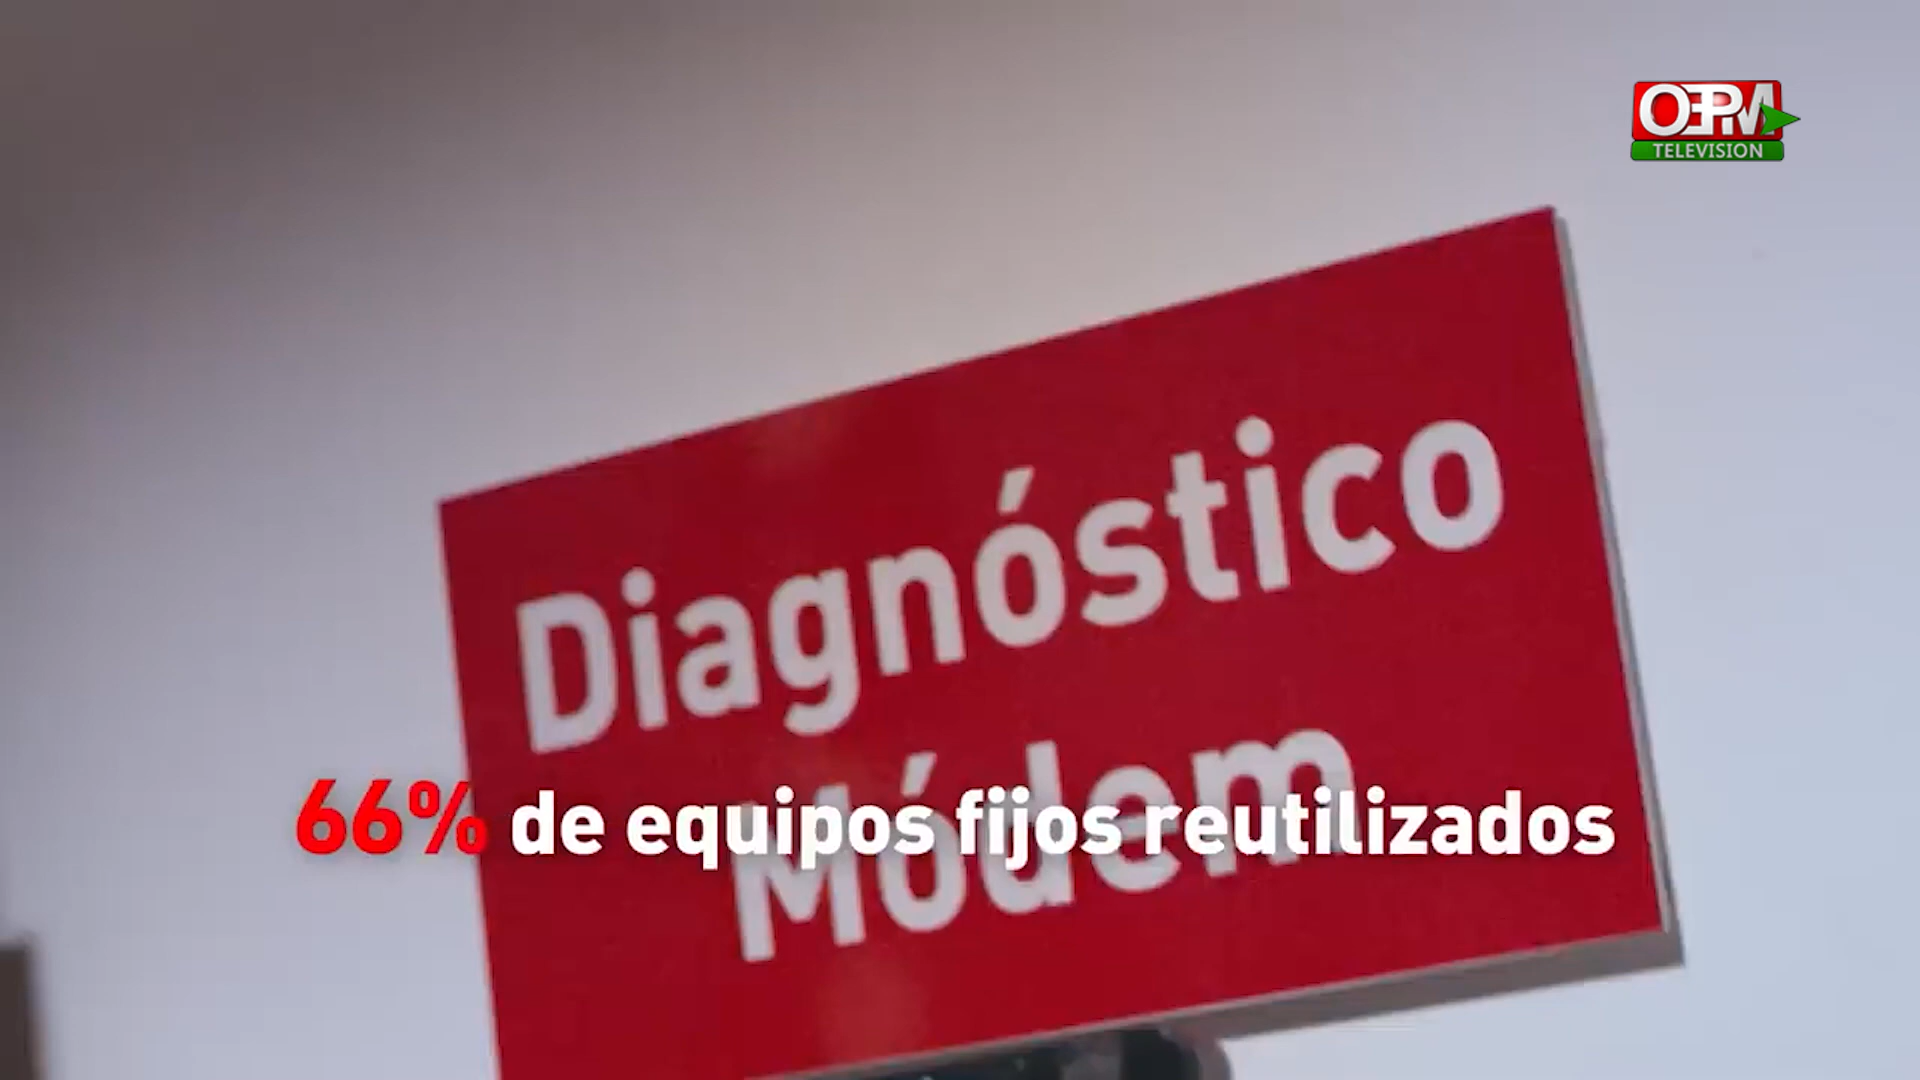 OEPM
TELEVISION
Diagnóstico
Módem
66% de equipos fijos reutilizados